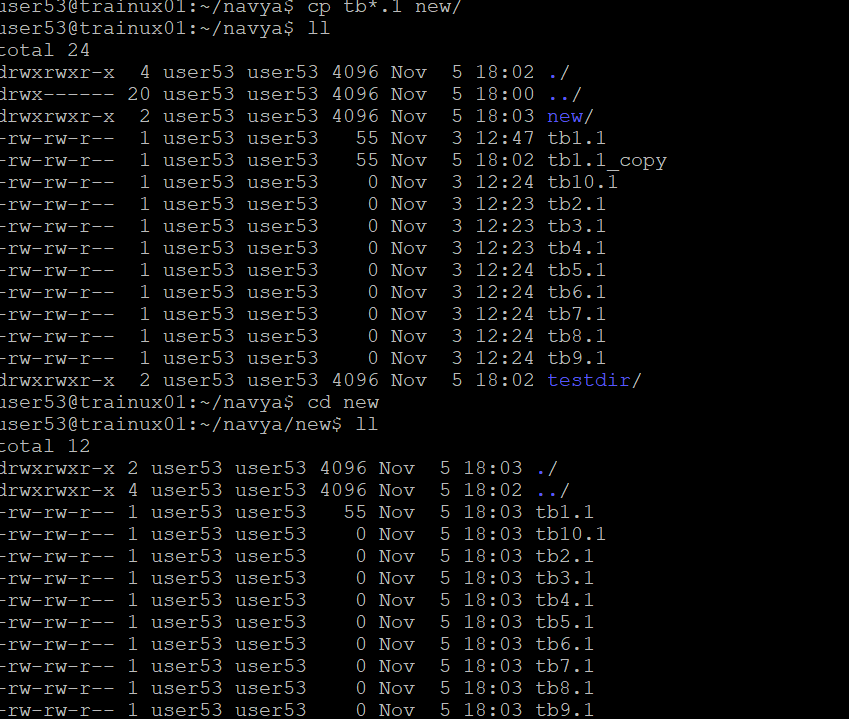 user53@trainux01:~/navya$ cp tb*.1 new/
user53@trainux01:~/navya$ ll
total 24
drwxrwxr-x  4 user53 user53 4096 Nov  5 18:02 ./
drwx------ 20 user53 user53 4096 Nov  5 18:00 ../
drwxrwxr-x  2 user53 user53 4096 Nov  5 18:03 new/
-rw-rw-r--  1 user53 user53   55 Nov  3 12:47 tb1.1
-rw-rw-r--  1 user53 user53   55 Nov  5 18:02 tb1.1_copy
-rw-rw-r--  1 user53 user53    0 Nov  3 12:24 tb10.1
-rw-rw-r--  1 user53 user53    0 Nov  3 12:23 tb2.1
-rw-rw-r--  1 user53 user53    0 Nov  3 12:23 tb3.1
-rw-rw-r--  1 user53 user53    0 Nov  3 12:23 tb4.1
-rw-rw-r--  1 user53 user53    0 Nov  3 12:24 tb5.1
-rw-rw-r--  1 user53 user53    0 Nov  3 12:24 tb6.1
-rw-rw-r--  1 user53 user53    0 Nov  3 12:24 tb7.1
-rw-rw-r--  1 user53 user53    0 Nov  3 12:24 tb8.1
-rw-rw-r--  1 user53 user53    0 Nov  3 12:24 tb9.1
drwxrwxr-x  2 user53 user53 4096 Nov  5 18:02 testdir/
user53@trainux01:~/navya$ cd new
user53@trainux01:~/navya/new$ ll
total 12
drwxrwxr-x 2 user53 user53 4096 Nov  5 18:03 ./
drwxrwxr-x 4 user53 user53 4096 Nov  5 18:02 ../
-rw-rw-r-- 1 user53 user53   55 Nov  5 18:03 tb1.1
-rw-rw-r-- 1 user53 user53    0 Nov  5 18:03 tb10.1
-rw-rw-r-- 1 user53 user53    0 Nov  5 18:03 tb2.1
-rw-rw-r-- 1 user53 user53    0 Nov  5 18:03 tb3.1
-rw-rw-r-- 1 user53 user53    0 Nov  5 18:03 tb4.1
-rw-rw-r-- 1 user53 user53    0 Nov  5 18:03 tb5.1
-rw-rw-r-- 1 user53 user53    0 Nov  5 18:03 tb6.1
-rw-rw-r-- 1 user53 user53    0 Nov  5 18:03 tb7.1
-rw-rw-r-- 1 user53 user53    0 Nov  5 18:03 tb8.1
-rw-rw-r-- 1 user53 user53    0 Nov  5 18:03 tb9.1